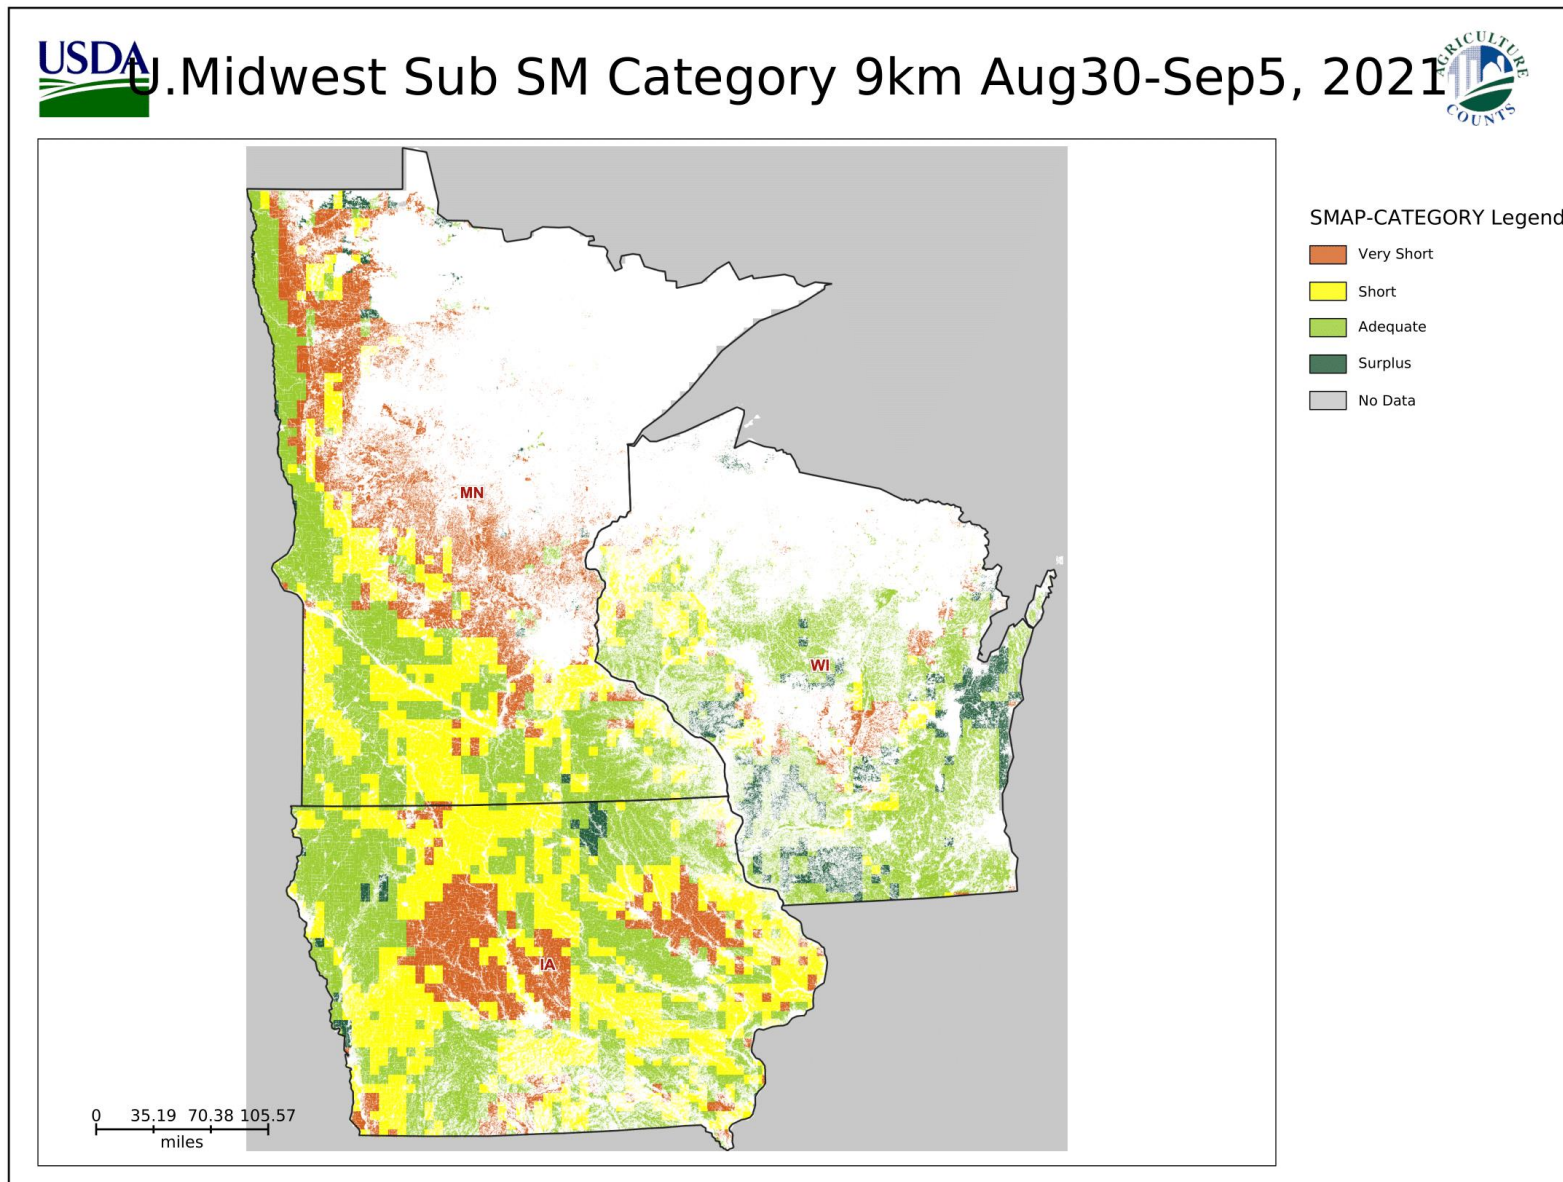 USDA
U.Midwest Sub SM Category 9km Aug30-Sep5, 2021
AGRICULTURE
COUNTS
SMAP-CATEGORY Legend
Very Short
Short
Adequate
Surplus
No Data
MN
WI
IA
0 35.19 70.38 105.57
miles